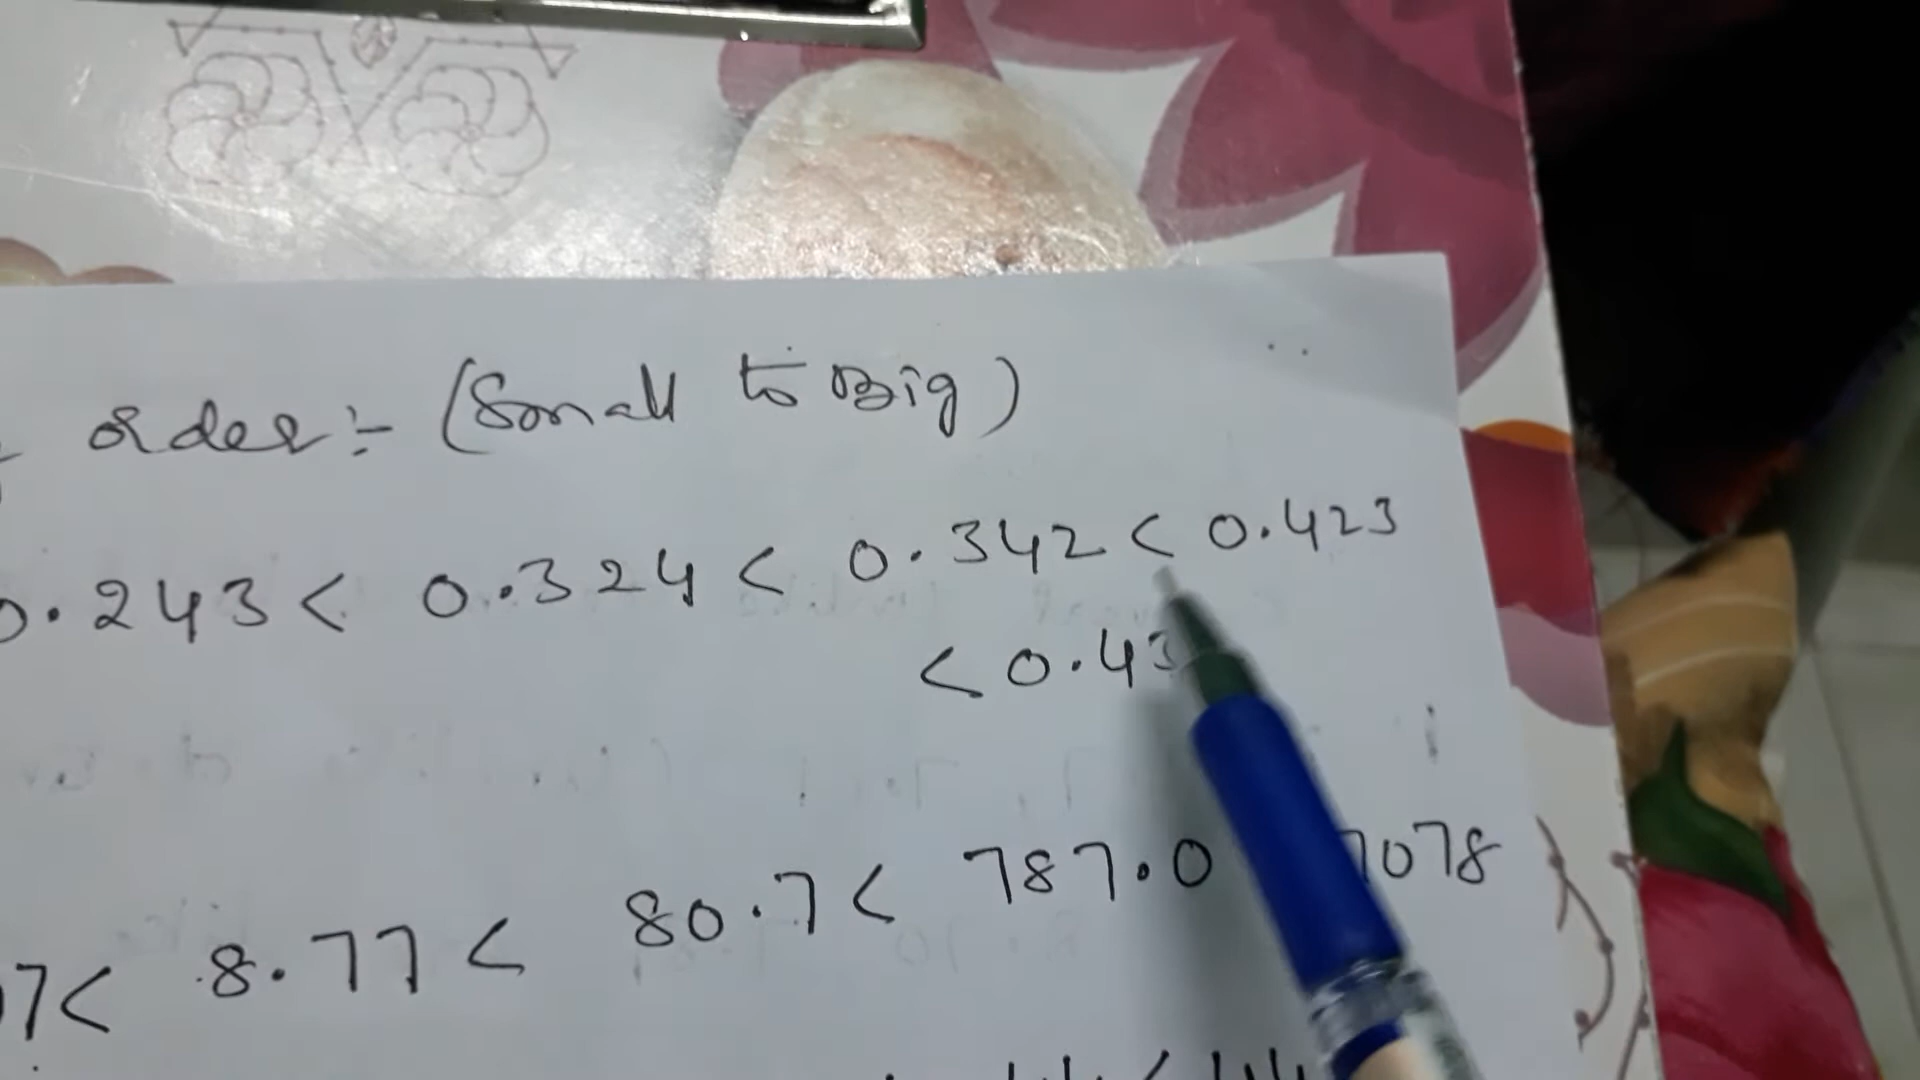 order:- (Small to Big)
0.243 < 0.324 < 0.342 < 0.423
< 0.43
7 < 8.77 < 80.7 < 787.0 7078